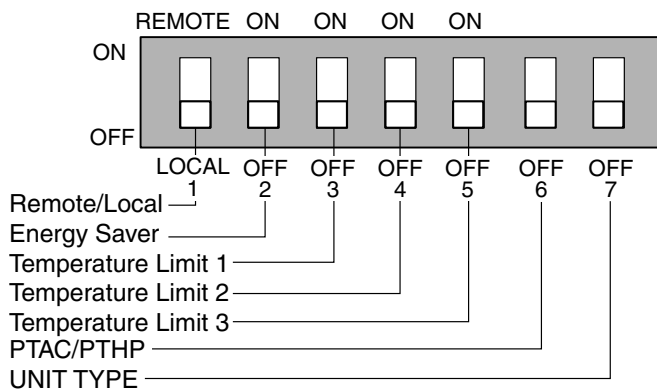 REMOTE ON ON ON ON
ON
OFF
LOCAL OFF OFF OFF OFF OFF OFF
1 2 3 4 5 6 7
Remote/Local
Energy Saver
Temperature Limit 1
Temperature Limit 2
Temperature Limit 3
PTAC/PTHP
UNIT TYPE